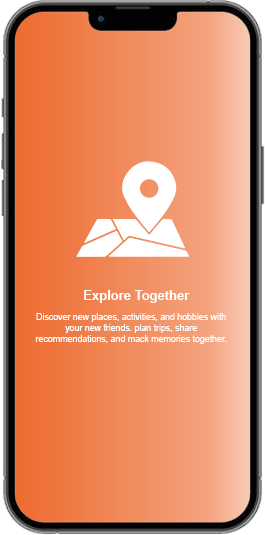 Explore Together
Discover new places, activities, and hobbies with
your new friends. plan trips, share
recommendations, and mack memories together.